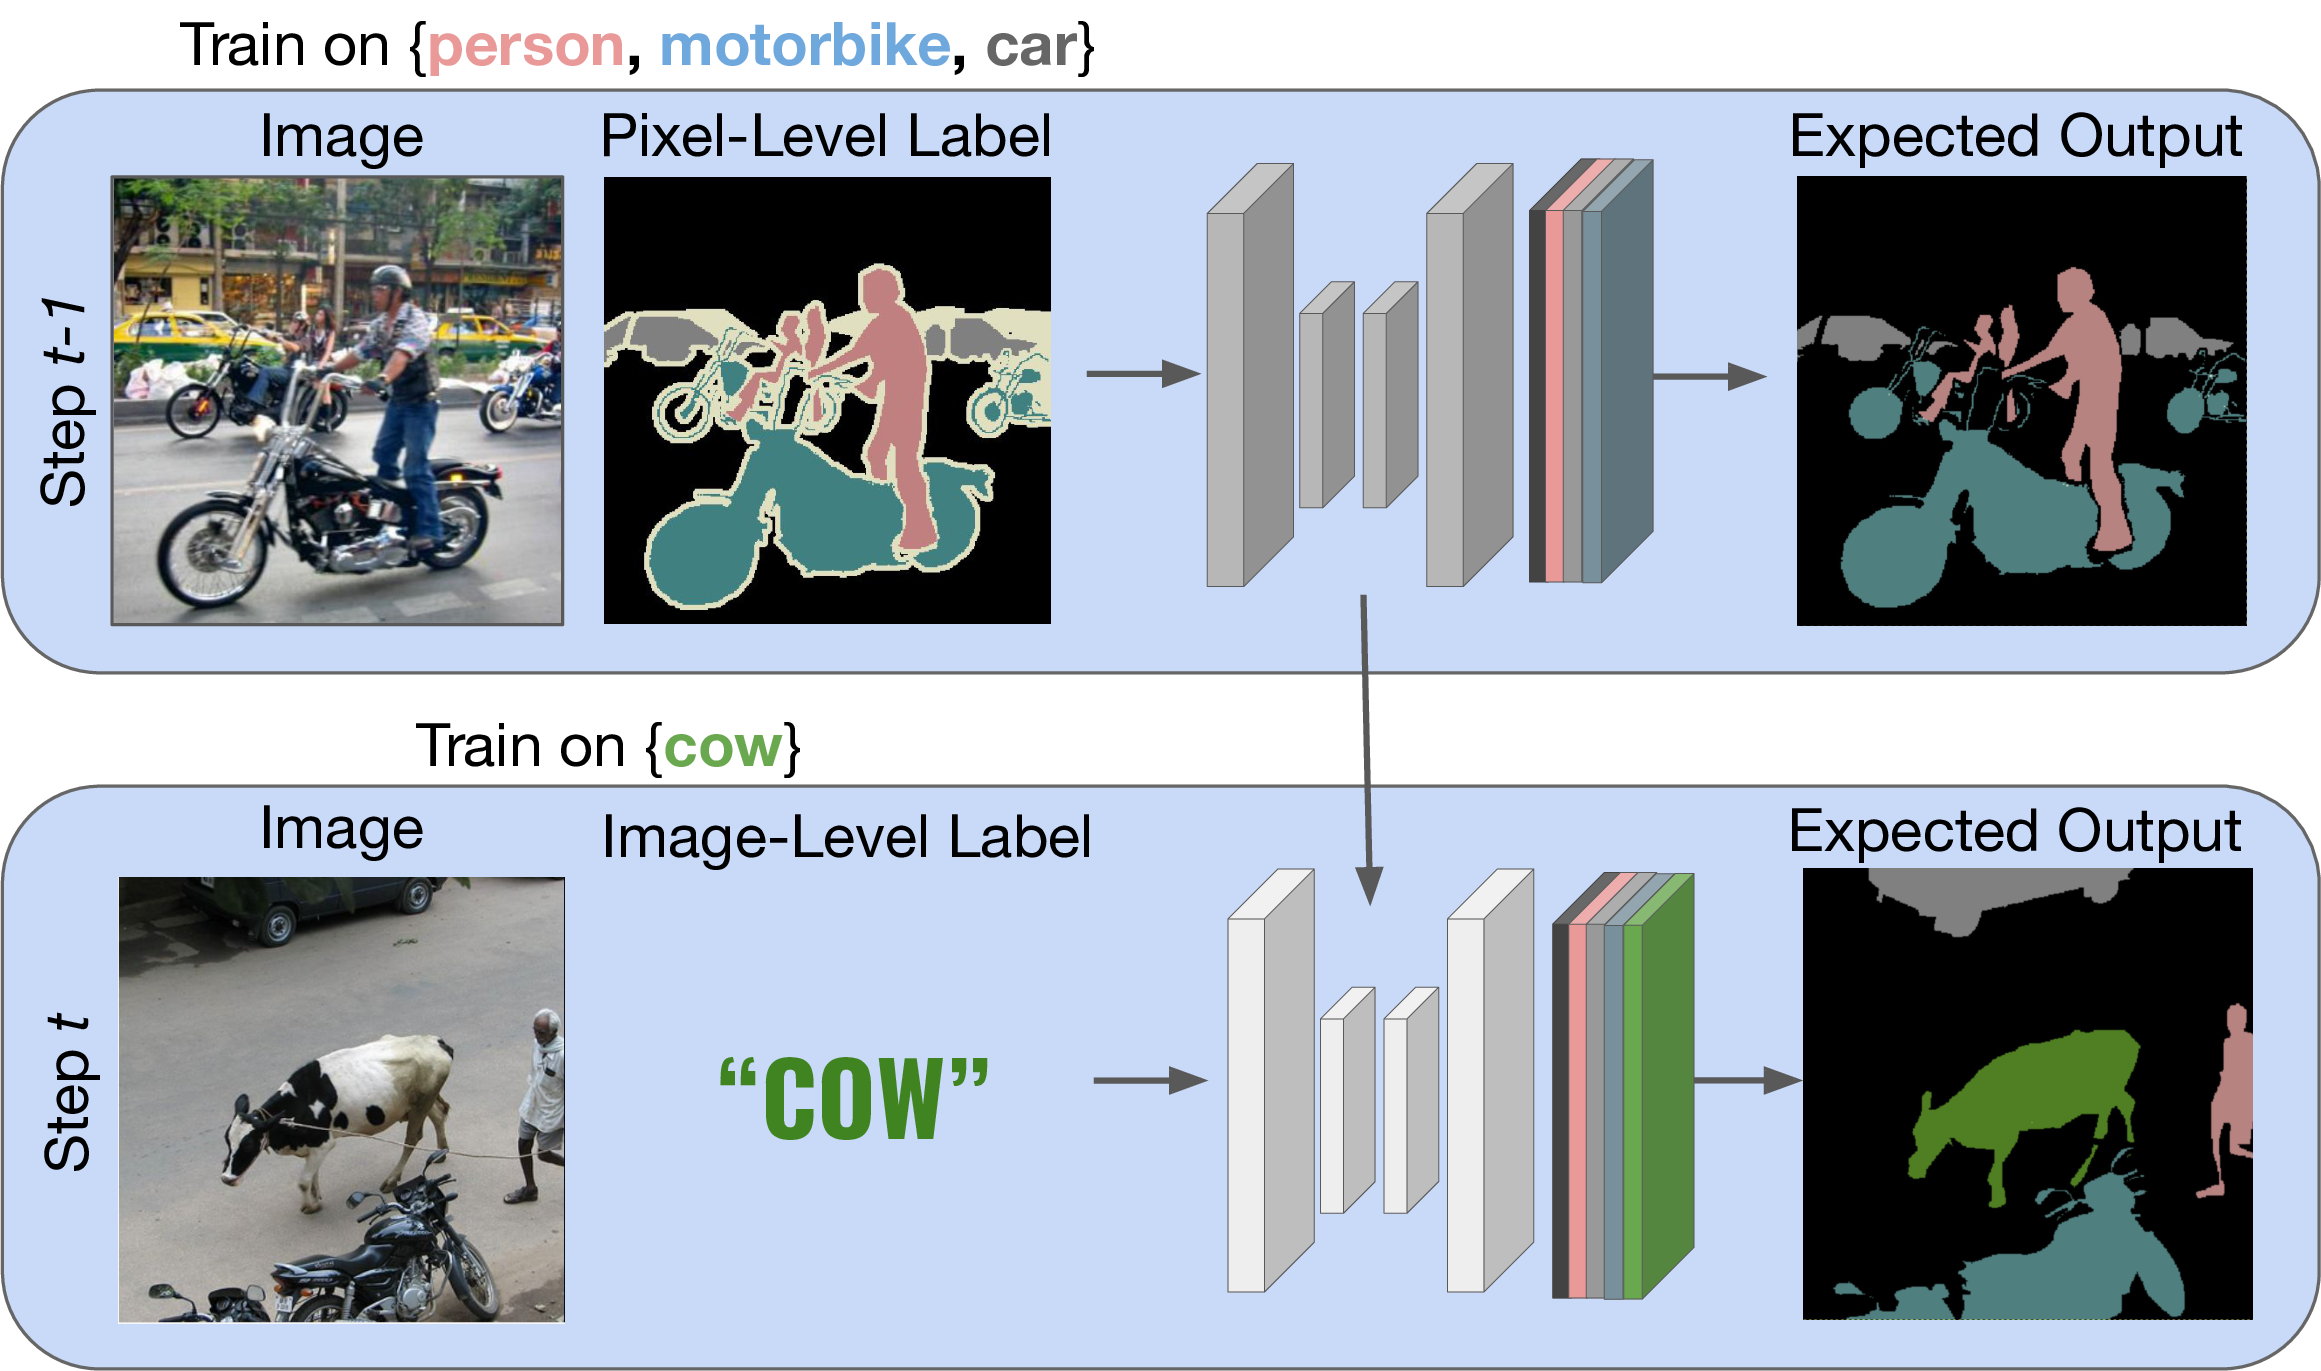 Train on {person, motorbike, car}
Image
Pixel-Level Label
Expected Output
Step t-1
Train on {cow}
Image
Image-Level Label
Expected Output
Step t
“COW”